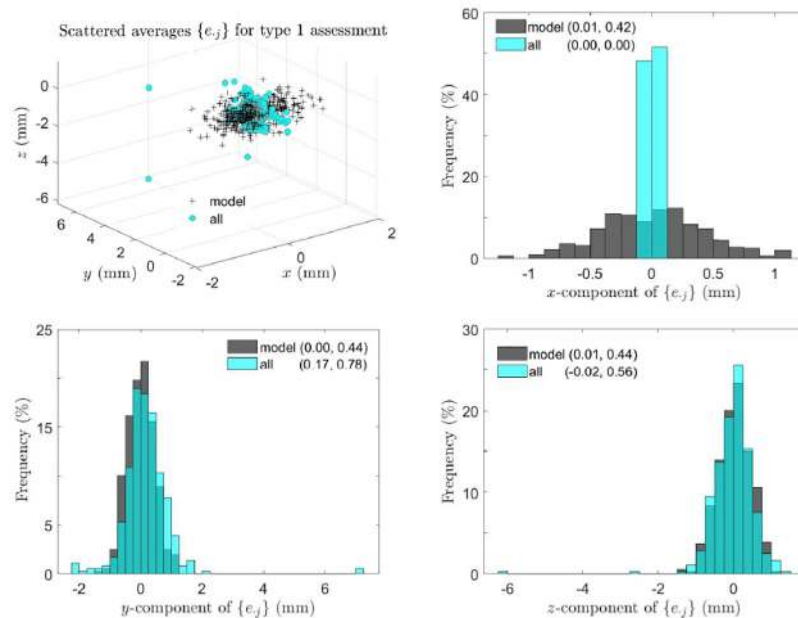 Scattered averages {e.j} for type 1 assessment
0
-2
-4
-6
z (mm)
model
all
6
4
2
0
-2
y (mm)
-2
0
2
x (mm)
60
40
20
0
Frequency (%)
model (0.01, 0.42)
all (0.00, 0.00)
-1
-0.5
0
0.5
1
x-component of {e.j} (mm)
25
15
5
0
Frequency (%)
model (0.00, 0.44)
all (0.17, 0.78)
-2
0
2
4
6
y-component of {e.j} (mm)
30
20
10
0
Frequency (%)
model (0.01, 0.44)
all (-0.02, 0.56)
-6
-4
-2
0
z-component of {e.j} (mm)